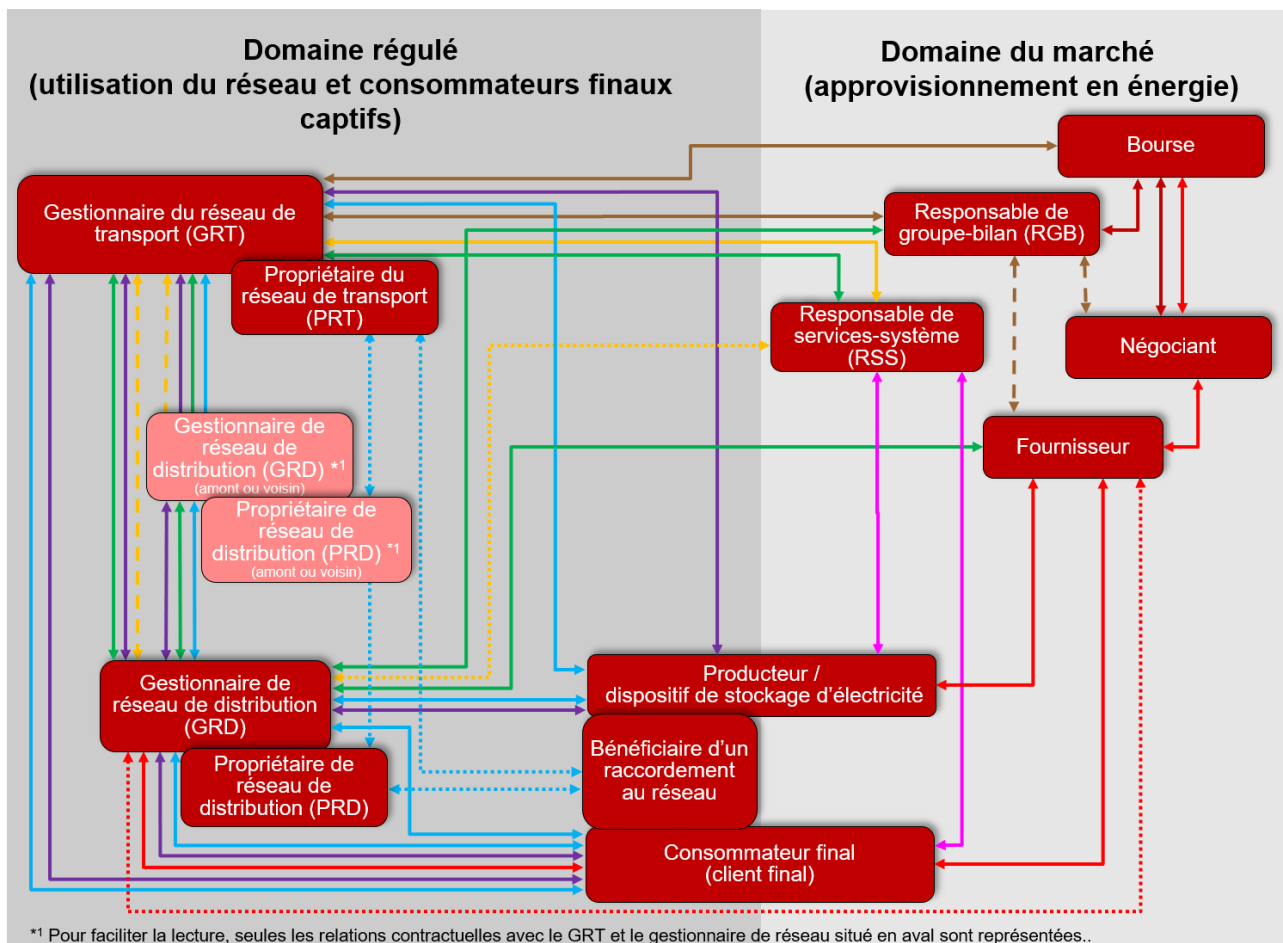 Domaine régulé
(utilisation du réseau et consommateurs finaux
captifs)
Domaine du marché
(approvisionnement en énergie)
Bourse
Gestionnaire du réseau de
transport (GRT)
Responsable de
groupe-bilan (RGB)
Propriétaire du
réseau de transport
(PRT)
Responsable de
services-système
(RSS)
Négociant
Gestionnaire de
réseau de
distribution (GRD) *1
(amont ou voisin)
Fournisseur
Propriétaire de
réseau de
distribution (PRD) *1
(amont ou voisin)
Gestionnaire de
réseau de distribution
(GRD)
Producteur /
dispositif de stockage d'électricité
Propriétaire de
réseau de
distribution (PRD)
Bénéficiaire d'un
raccordement
au réseau
Consommateur final
(client final)
*1 Pour faciliter la lecture, seules les relations contractuelles avec le GRT et le gestionnaire de réseau situé en aval sont représentées..